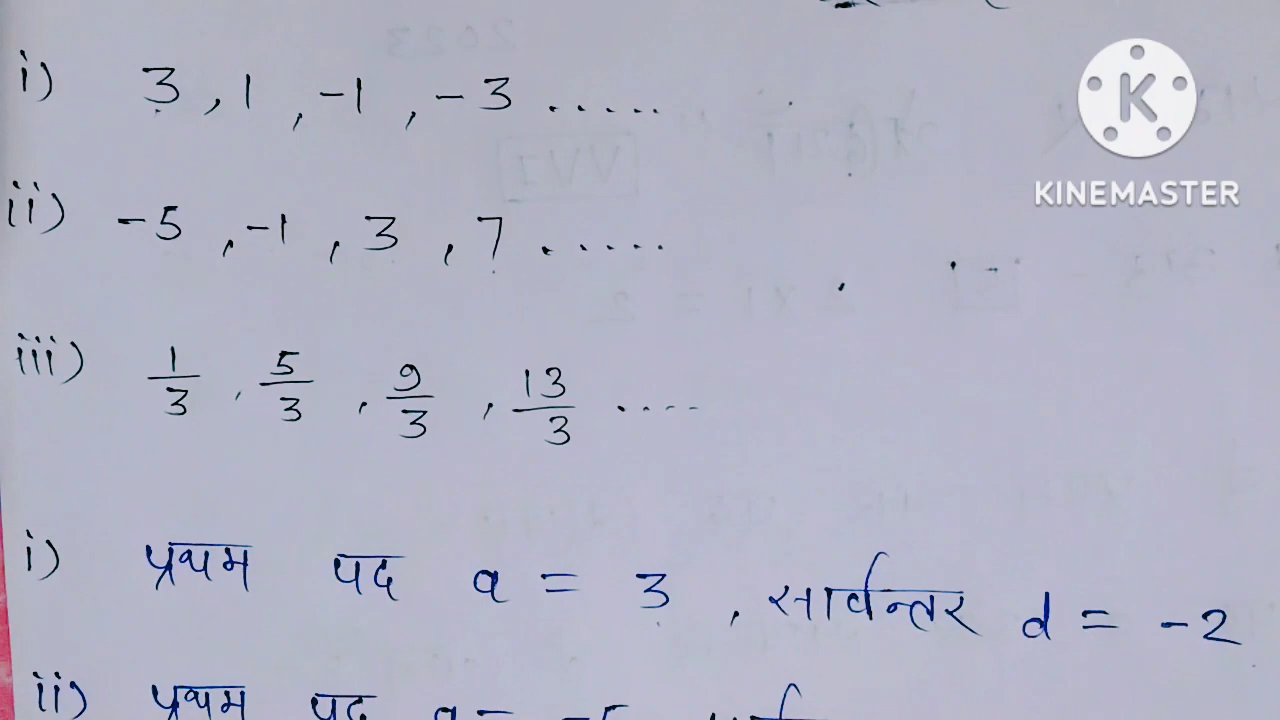 i) 3 , 1 , -1 , -3 .....
ii) -5 , -1 , 3 , 7 .....
iii) 1/3 , 5/3 , 9/3 , 13/3 ....
i) प्रथम पद a = 3 , सार्वन्तर d = -2
ii) प्रथम पद a = -5
K
KINEMASTER